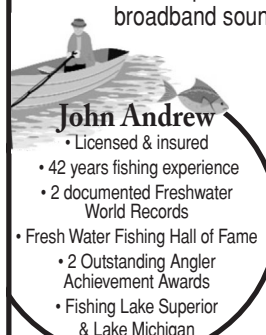 broadband soun
John Andrew
• Licensed & insured
• 42 years fishing experience
• 2 documented Freshwater
World Records
• Fresh Water Fishing Hall of Fame
• 2 Outstanding Angler
Achievement Awards
• Fishing Lake Superior
& Lake Michigan